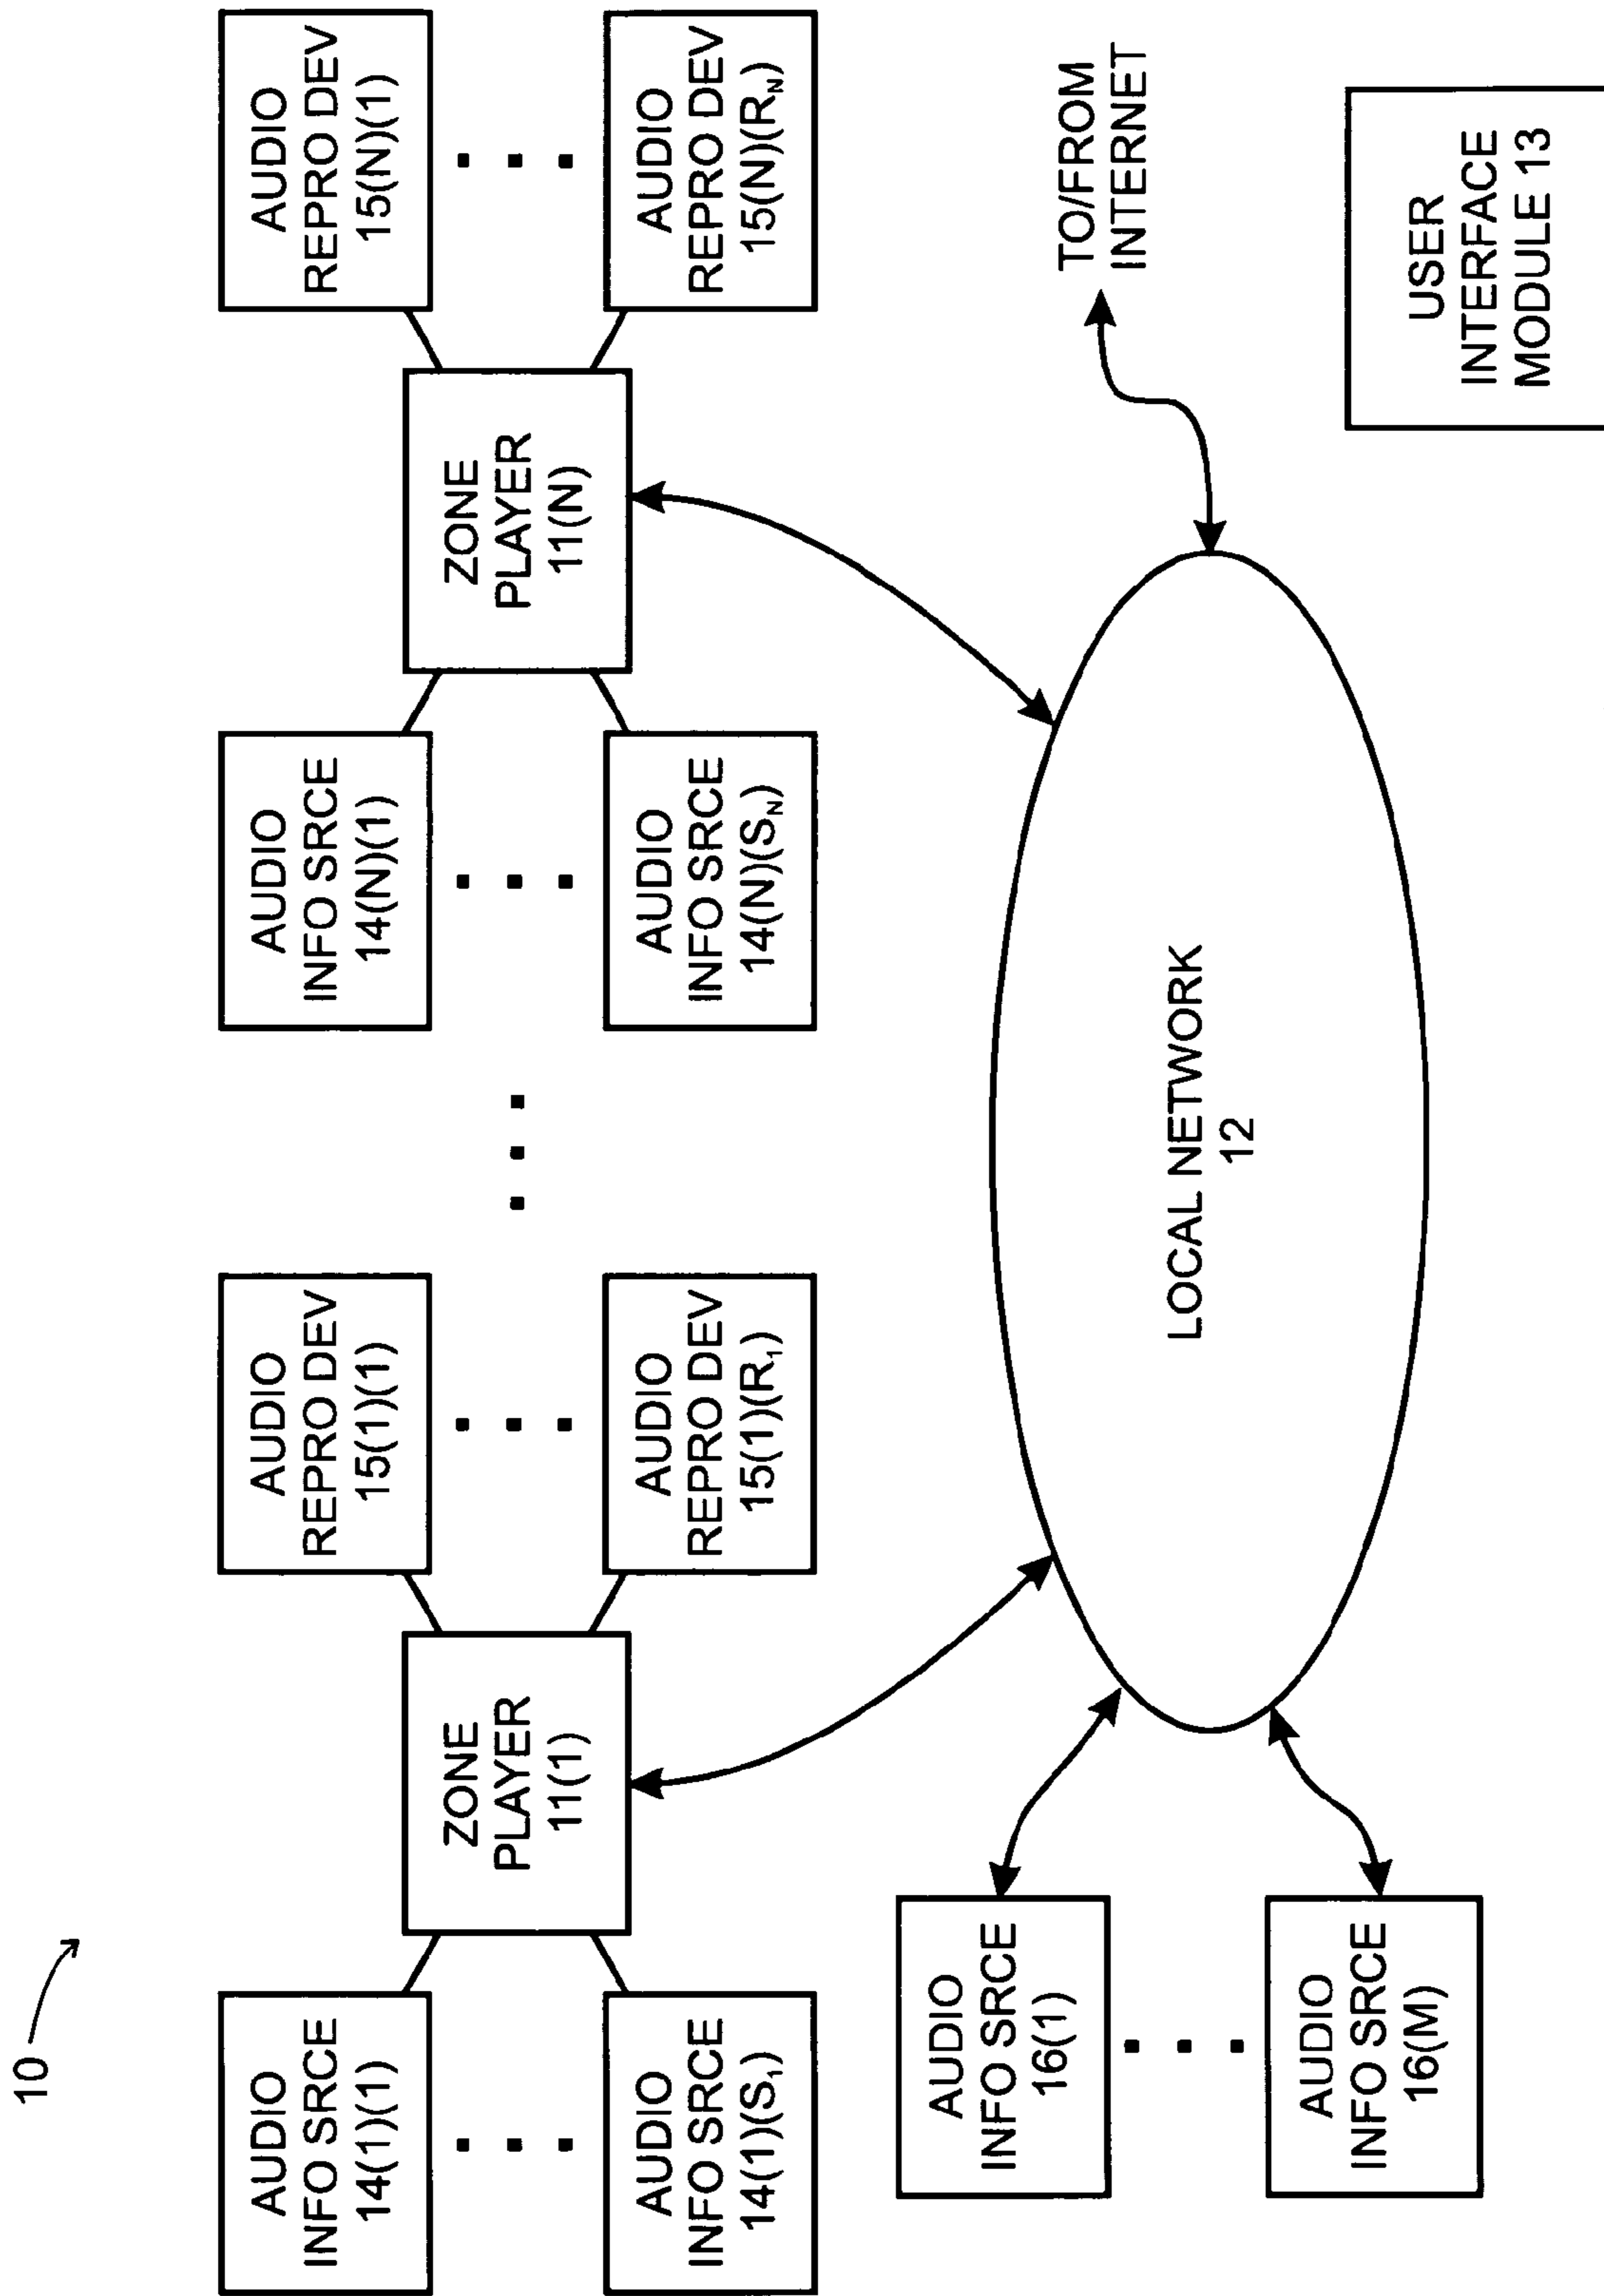 10
AUDIO
INFO SRCE
14(1)(1)
AUDIO
INFO SRCE
14(1)(S₁)
ZONE
PLAYER
11(1)
AUDIO
REPRO DEV
15(1)(1)
AUDIO
REPRO DEV
15(1)(R₁)
AUDIO
INFO SRCE
14(N)(1)
AUDIO
INFO SRCE
14(N)(S_N)
ZONE
PLAYER
11(N)
AUDIO
REPRO DEV
15(N)(1)
AUDIO
REPRO DEV
15(N)(R_N)
AUDIO
INFO SRCE
16(1)
AUDIO
INFO SRCE
16(M)
LOCAL NETWORK
12
TO/FROM
INTERNET
USER
INTERFACE
MODULE 13